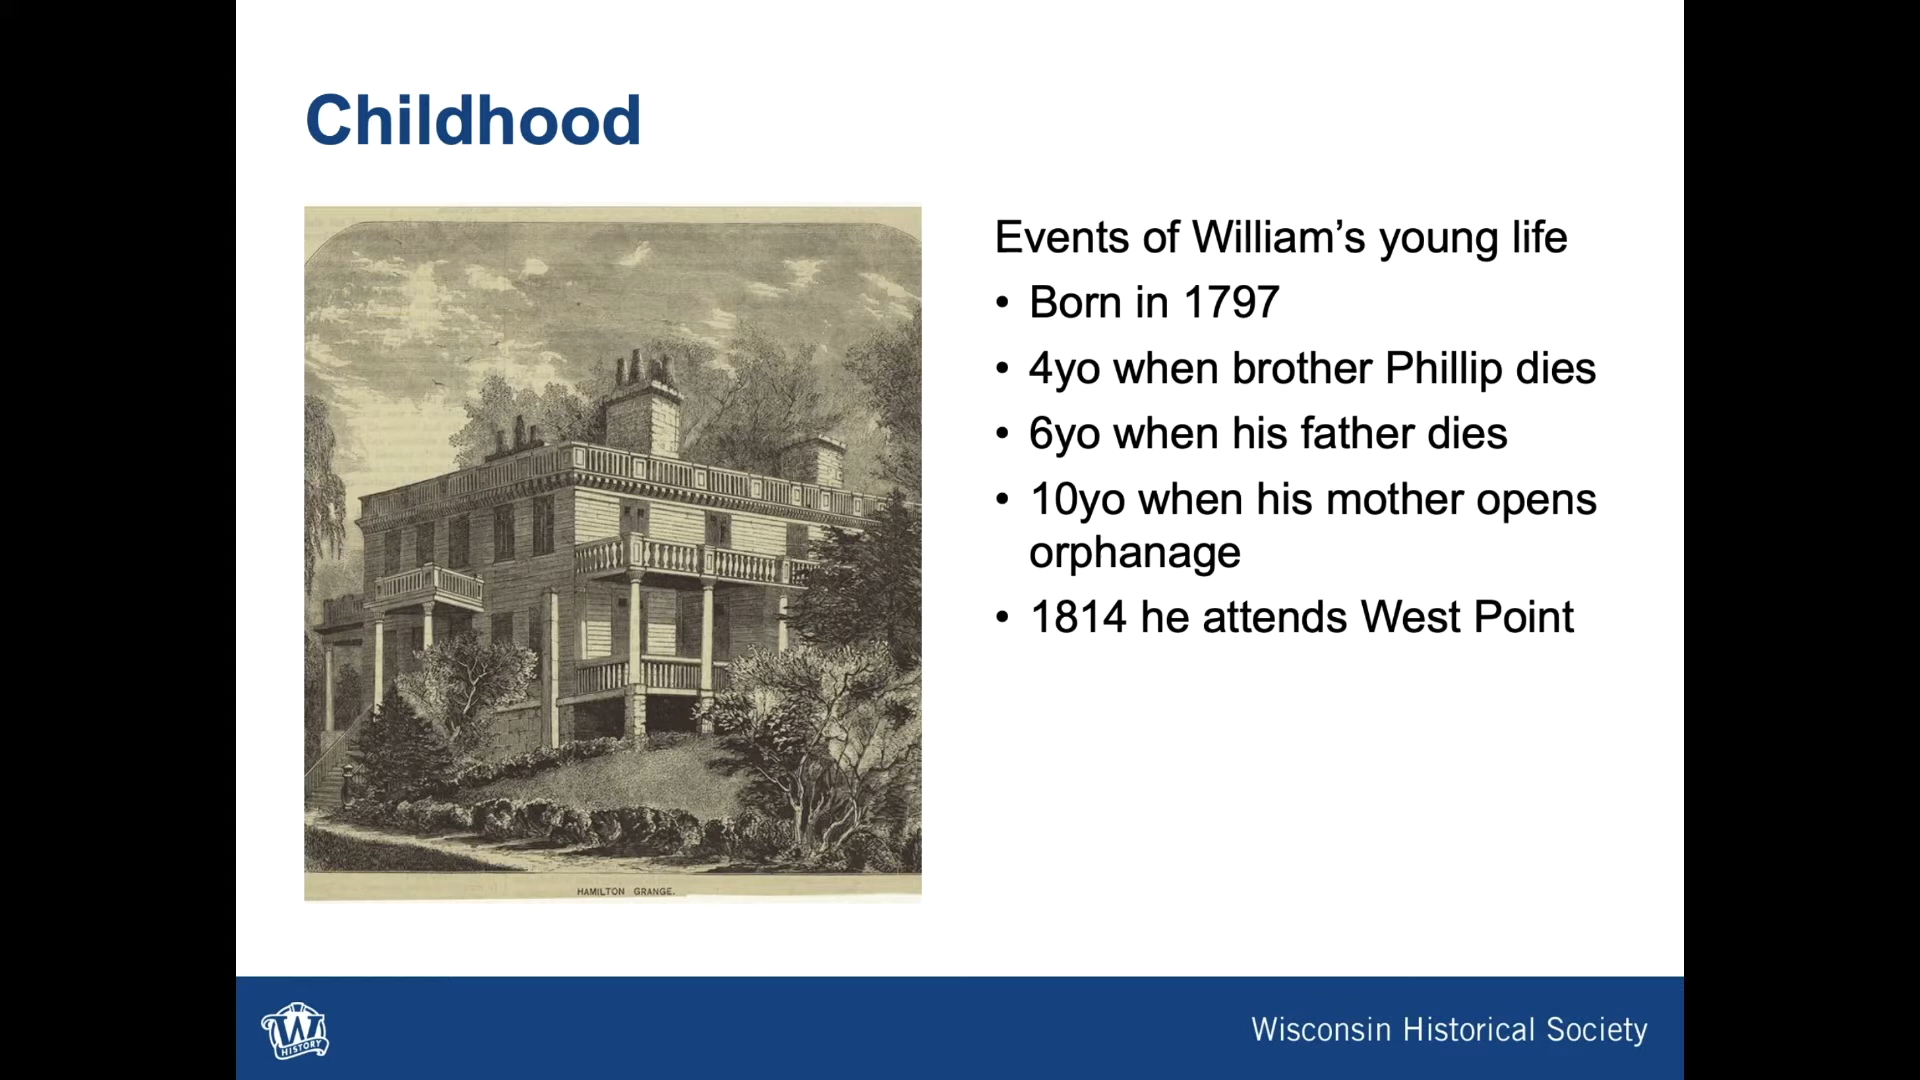 Childhood
Events of William’s young life
• Born in 1797
• 4yo when brother Phillip dies
• 6yo when his father dies
• 10yo when his mother opens
orphanage
• 1814 he attends West Point
HAMILTON GRANGE.
W
HISTORY
Wisconsin Historical Society